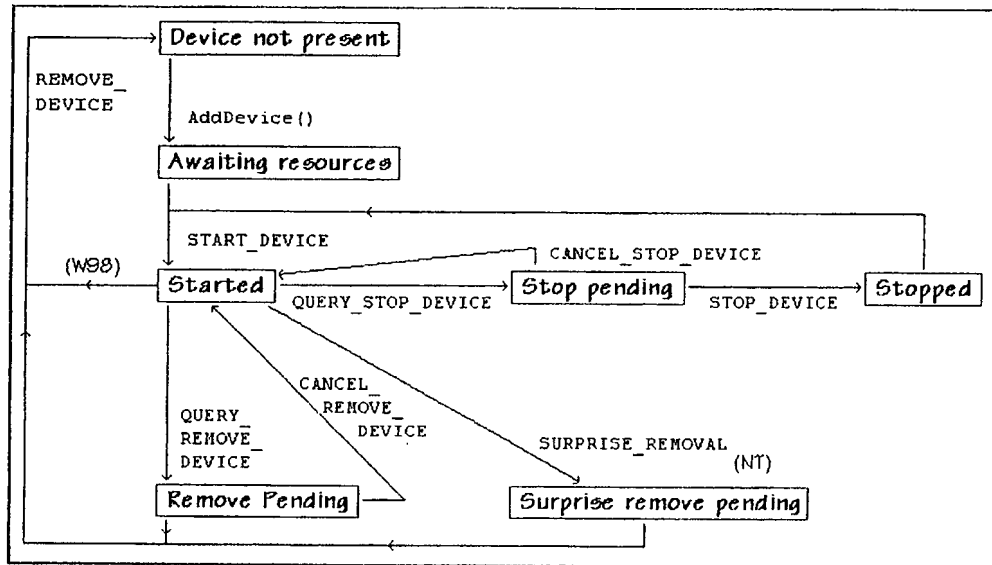 Device not present
REMOVE_
DEVICE
AddDevice()
Awaiting resources
START_DEVICE
CANCEL_STOP_DEVICE
(W98)
Started
Stop pending
Stopped
QUERY_STOP_DEVICE
STOP_DEVICE
CANCEL_
REMOVE_
DEVICE
QUERY_
REMOVE_
DEVICE
SURPRISE_REMOVAL
(NT)
Remove Pending
Surprise remove pending